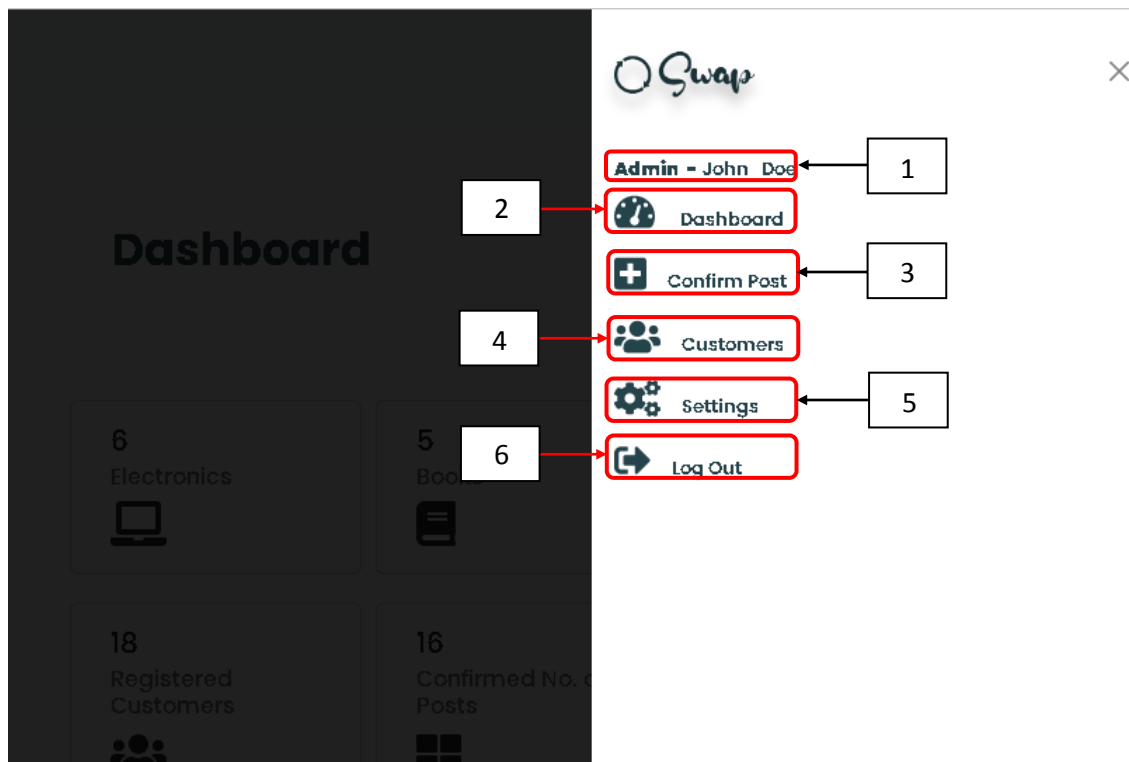 Swap
Admin - John Doe
1
2
Dashboard
Dashboard
Confirm Post
3
4
Customers
Settings
5
6
Log Out
6
Electronics
5
Books
18
Registered
Customers
16
Confirmed No.
Posts